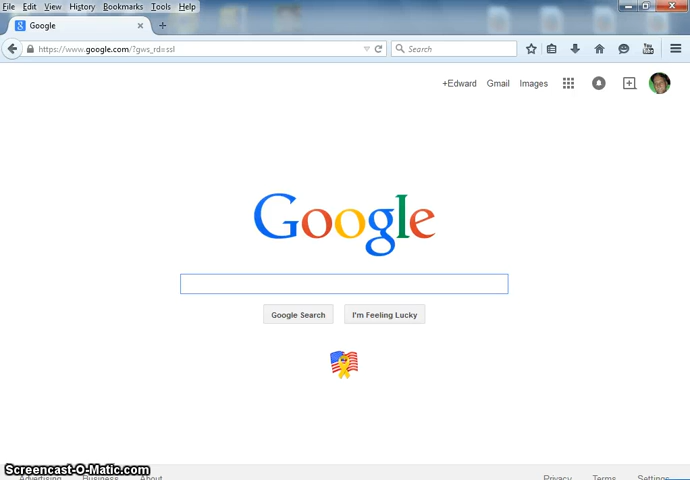 File Edit View History Bookmarks Tools Help
Google
https://www.google.com/?gws_rd=ssl
Search
+Edward Gmail Images
Google
Google Search I'm Feeling Lucky
Screencast-O-Matic.com
Advertising Business About Privacy Terms Settings